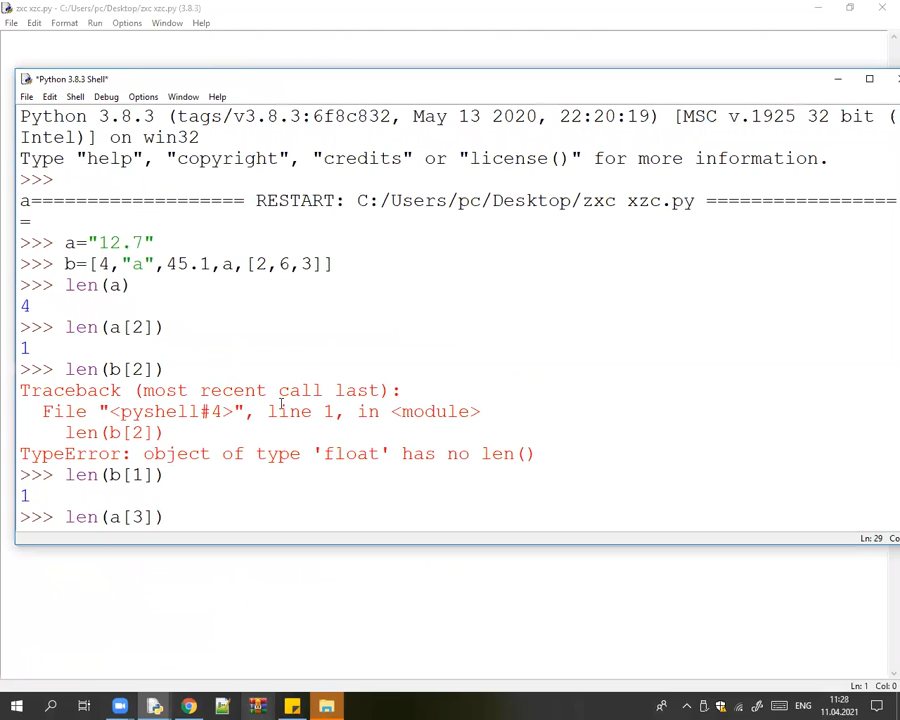 zxc xzc.py - C:/Users/pc/Desktop/zxc xzc.py (3.8.3)
File Edit Format Run Options Window Help
*Python 3.8.3 Shell*
File Edit Shell Debug Options Window Help
Python 3.8.3 (tags/v3.8.3:6f8c832, May 13 2020, 22:20:19) [MSC v.1925 32 bit (
Intel)] on win32
Type "help", "copyright", "credits" or "license()" for more information.
>>>
a=================== RESTART: C:/Users/pc/Desktop/zxc xzc.py =================
=
>>> a="12.7"
>>> b=[4,"a",45.1,a,[2,6,3]]
>>> len(a)
4
>>> len(a[2])
1
>>> len(b[2])
Traceback (most recent call last):
  File "<pyshell#4>", line 1, in <module>
    len(b[2])
TypeError: object of type 'float' has no len()
>>> len(b[1])
1
>>> len(a[3])
Ln: 29 Co
Ln: 1 Col: 0
ENG 11:28
11.04.2021